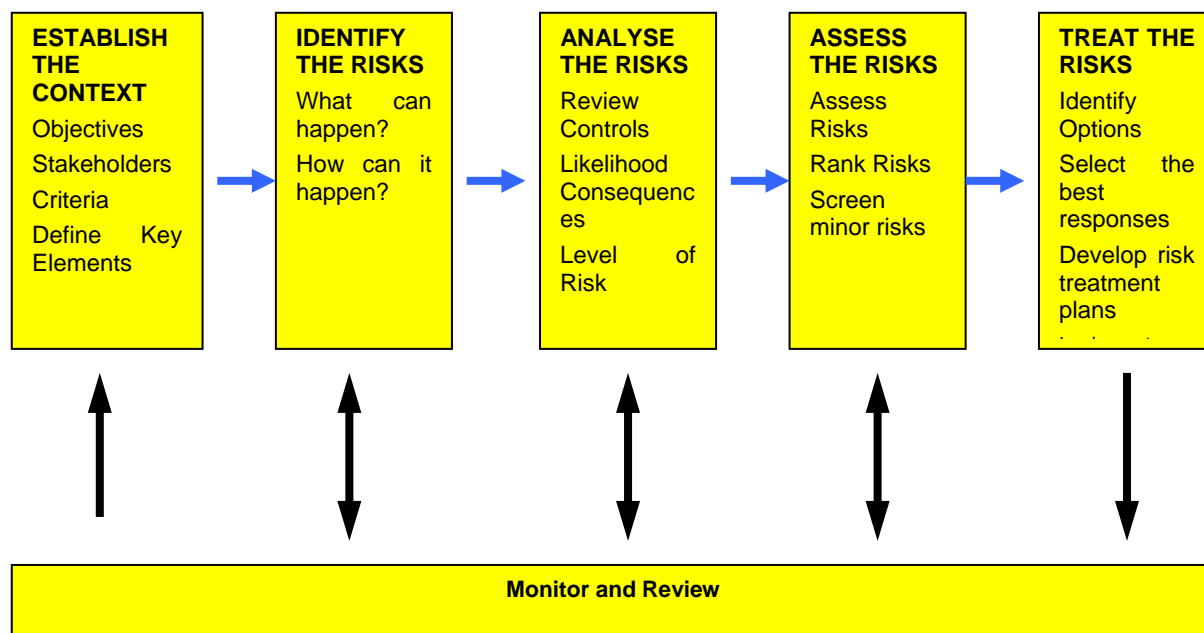 ESTABLISH
THE
CONTEXT
Objectives
Stakeholders
Criteria
Define Key
Elements
IDENTIFY
THE RISKS
What can
happen?
How can it
happen?
ANALYSE
THE RISKS
Review
Controls
Likelihood
Consequenc
es
Level of
Risk
ASSESS
THE RISKS
Assess
Risks
Rank Risks
Screen
minor risks
TREAT THE
RISKS
Identify
Options
Select the
best
responses
Develop risk
treatment
plans
Monitor and Review